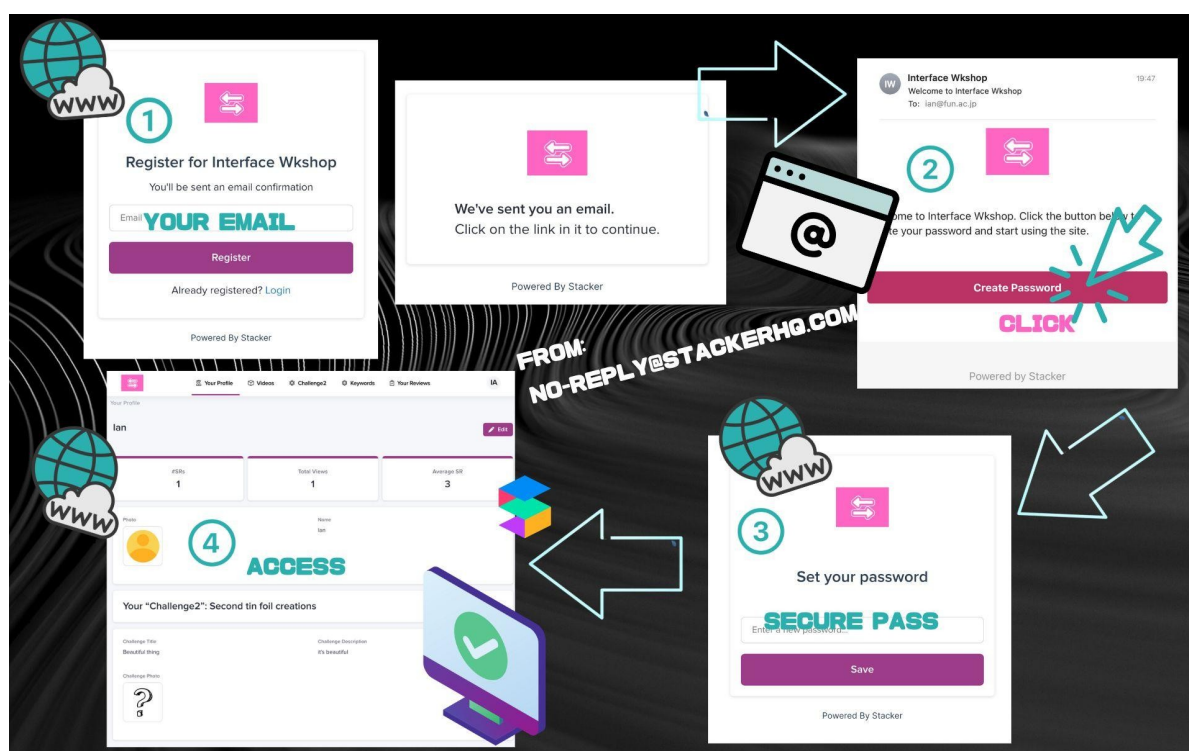 WWW
1
Register for Interface Wkshop
You'll be sent an email confirmation
Email
YOUR EMAIL
Register
Already registered? Login
Powered By Stacker
We've sent you an email.
Click on the link in it to continue.
Powered By Stacker
IW
Interface Wkshop
19:47
Welcome to Interface Wkshop
To: ian@fun.ac.jp
2
to Interface Wkshop. Click the button
your password and start using the site.
Create Password
CLICK
Powered by Stacker
@
FROM:
NO-REPLY@STACKERHQ.COM
WWW
3
Set your password
Enter a new password...
SECURE PASS
Save
Powered By Stacker
Your Profile
Videos
Challenge2
Keywords
Your Reviews
IA
Your Profile
Ian
Edit
#SRs
1
Total Views
1
Average SR
3
WWW
Photo
Name
Ian
4
ACCESS
Your "Challenge2": Second tin foil creations
Challenge Title
Beautiful thing
Challenge Description
It's beautiful
Challenge Photo
?